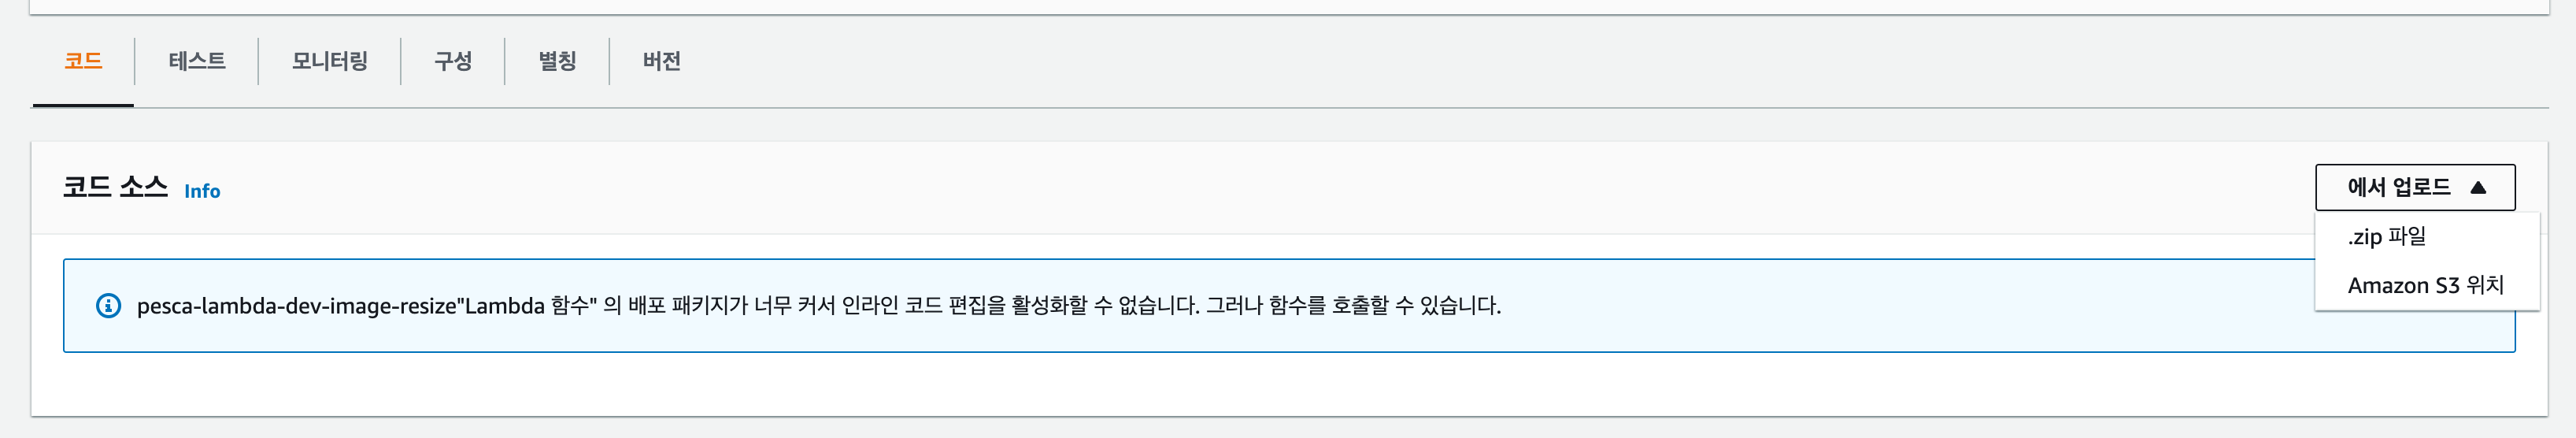 코드
테스트
모니터링
구성
별칭
버전
코드 소스 Info
에서 업로드
.zip 파일
Amazon S3 위치
pesca-lambda-dev-image-resize"Lambda 함수" 의 배포 패키지가 너무 커서 인라인 코드 편집을 활성화할 수 없습니다. 그러나 함수를 호출할 수 있습니다.